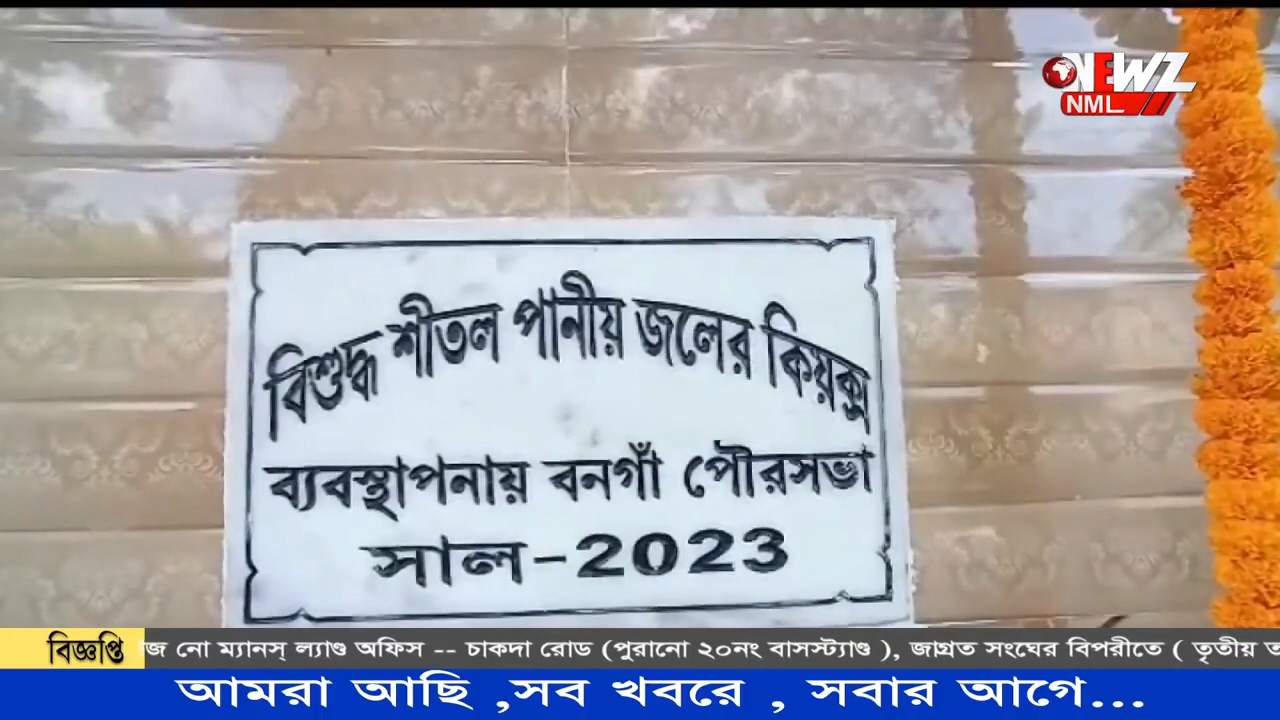 NEWZ
NML
বিশুদ্ধ শীতল পানীয় জলের কিয়ক্স
ব্যবস্থাপনায় বনগাঁ পৌরসভা
সাল-2023
বিজ্ঞপ্তি
নো ম্যানস্ ল্যাণ্ড অফিস -- চাকদা রোড (পুরানো ২০নং বাসস্ট্যাণ্ড ), জাগ্রত সংঘের বিপরীতে ( তৃতীয়
আমরা আছি ,সব খবরে , সবার আগে...